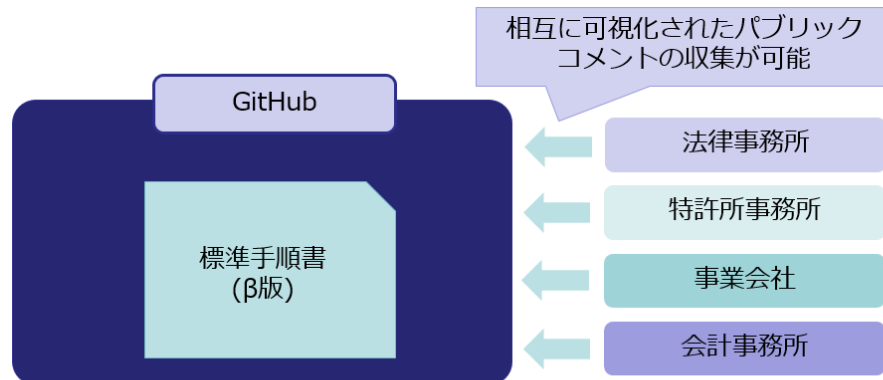 相互に可視化されたパブリック
コメントの収集が可能
GitHub
法律事務所
特許所事務所
標準手順書
(β版)
事業会社
会計事務所